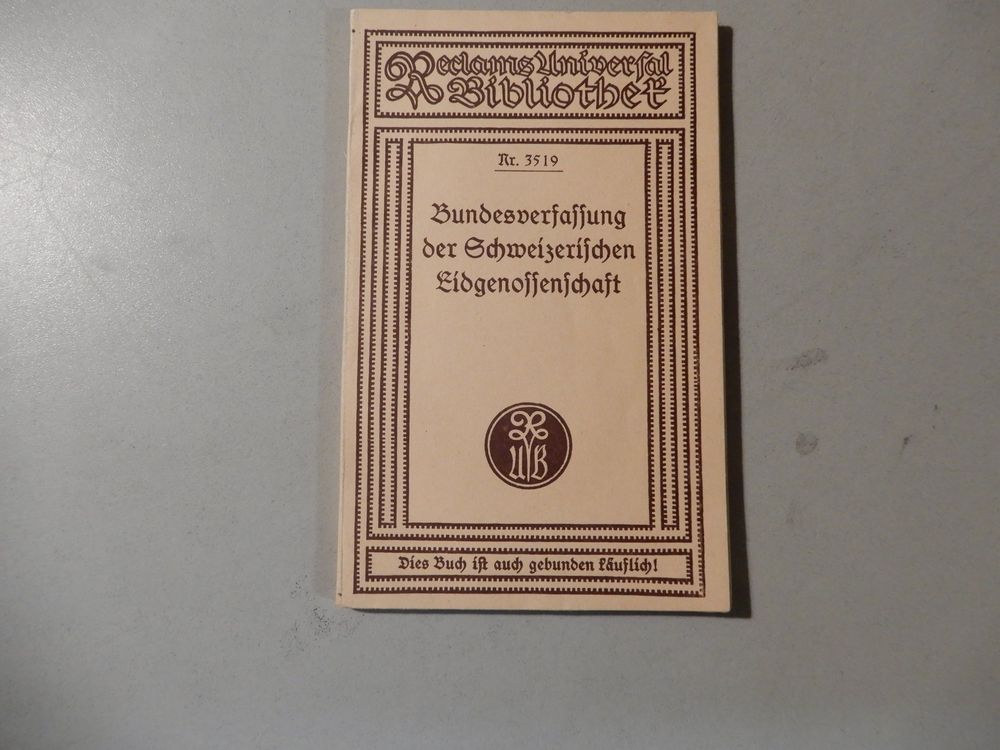 Reclams Universal
Bibliothek
Nr. 3519
Bundesverfassung
der Schweizerischen
Eidgenossenschaft
R
UB
Dies Buch ist auch gebunden käuflich!